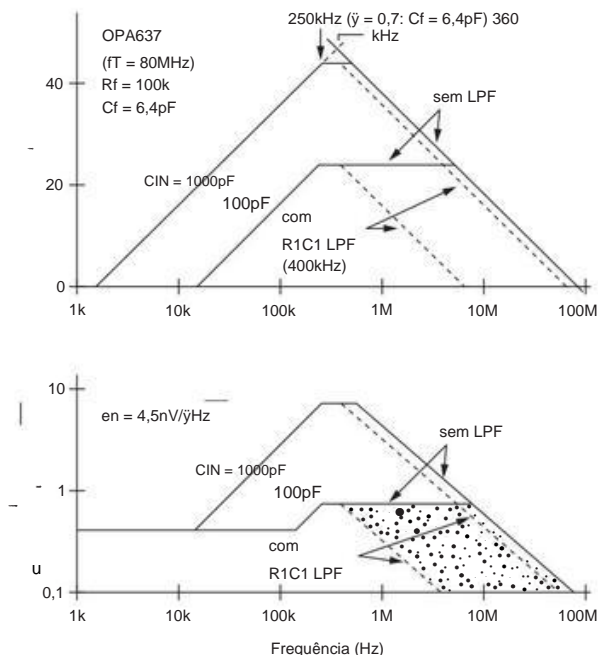 250kHz (ÿ = 0,7: Cf = 6,4pF) 360
kHz
OPA637
(fT = 80MHz)
Rf = 100k
Cf = 6,4pF
40
sem LPF
CIN = 1000pF
20
100pF
com
R1C1 LPF
(400kHz)
0
1k 10k 100k 1M 10M 100M
10
en = 4,5nV/ÿHz
sem LPF
CIN = 1000pF
100pF
1
com
R1C1 LPF
u
0,1
1k 10k 100k 1M 10M 100M
Frequência (Hz)